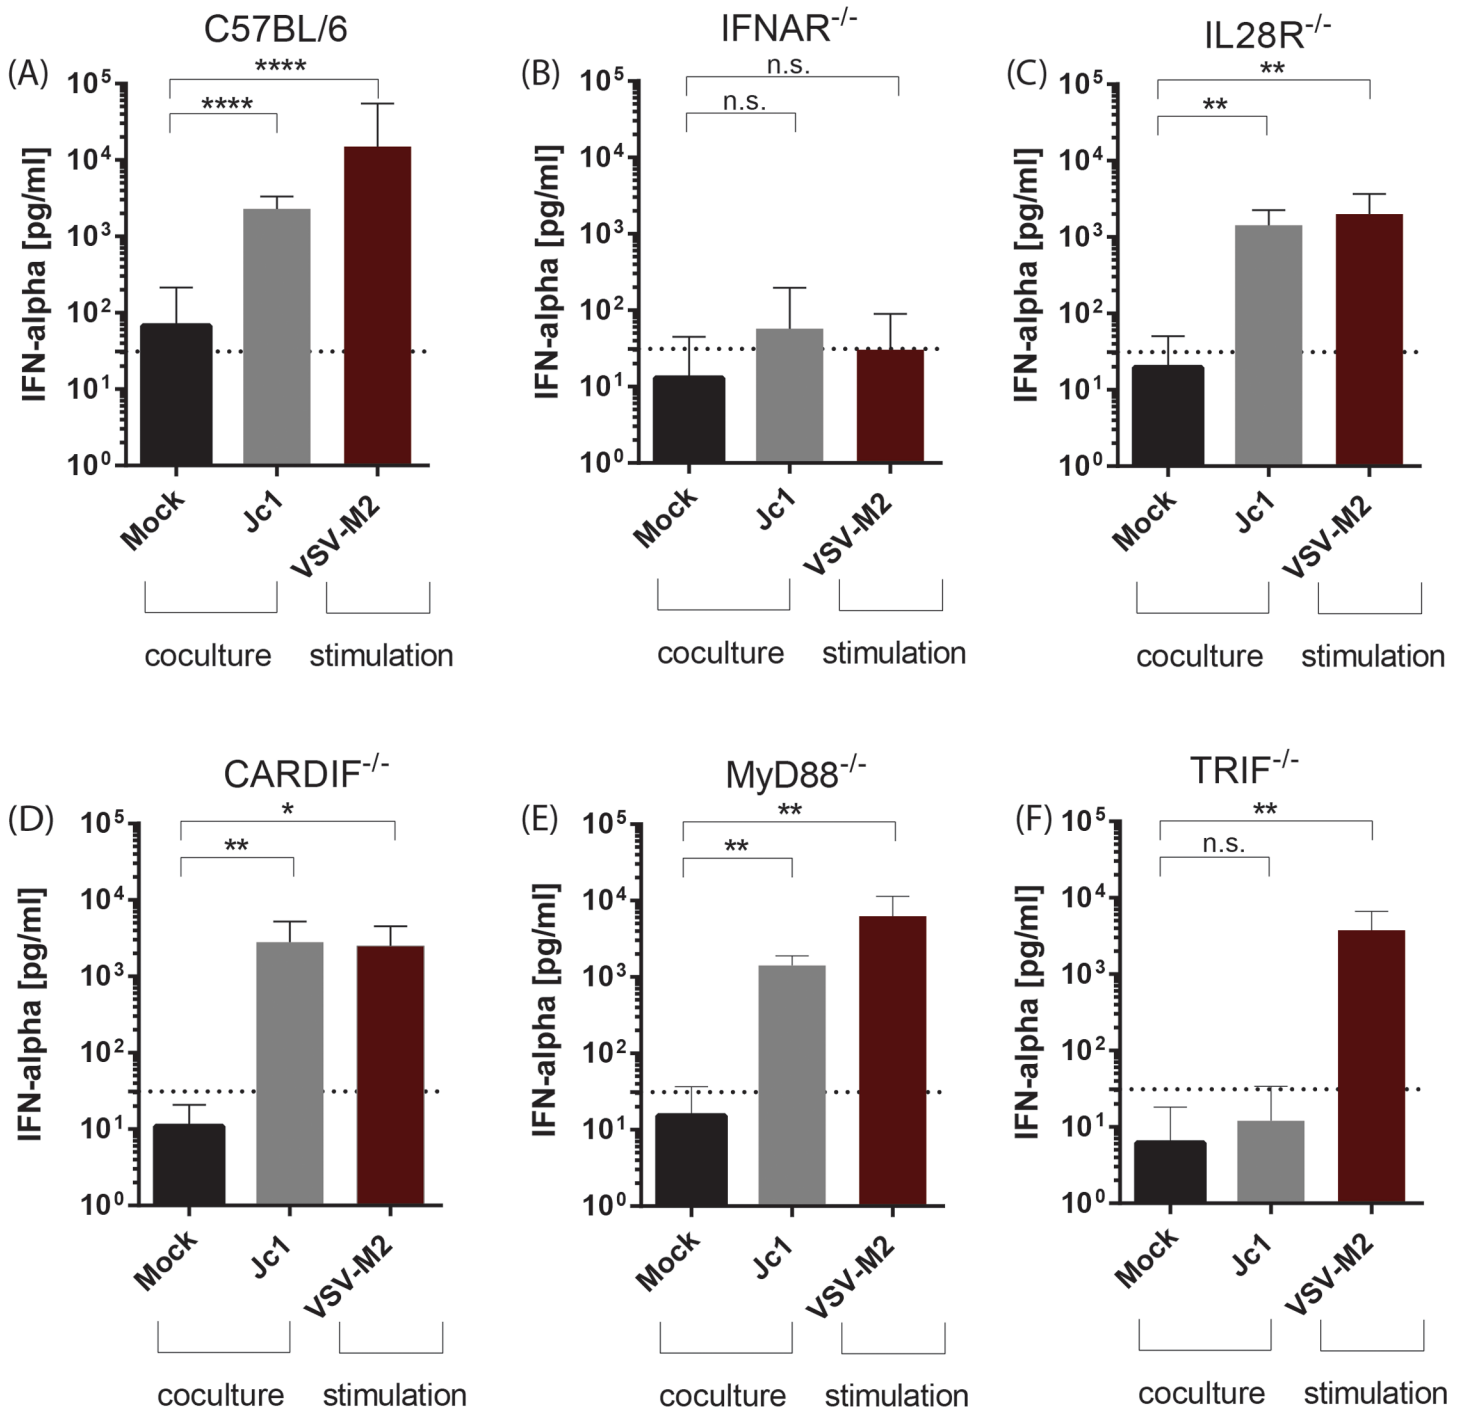 C57BL/6
(A)
****
****
IFN-alpha [pg/ml]
10⁵
10⁴
10³
10²
10¹
10⁰
Mock
Jc1
VSV-M2
coculture
stimulation
IFNAR-/-
(B)
n.s.
n.s.
IFN-alpha [pg/ml]
10⁵
10⁴
10³
10²
10¹
10⁰
Mock
Jc1
VSV-M2
coculture
stimulation
IL28R-/-
(C)
**
**
IFN-alpha [pg/ml]
10⁵
10⁴
10³
10²
10¹
10⁰
Mock
Jc1
VSV-M2
coculture
stimulation
CARDIF-/-
(D)
*
**
IFN-alpha [pg/ml]
10⁵
10⁴
10³
10²
10¹
10⁰
Mock
Jc1
VSV-M2
coculture
stimulation
MyD88-/-
(E)
**
**
IFN-alpha [pg/ml]
10⁵
10⁴
10³
10²
10¹
10⁰
Mock
Jc1
VSV-M2
coculture
stimulation
TRIF-/-
(F)
**
n.s.
IFN-alpha [pg/ml]
10⁵
10⁴
10³
10²
10¹
10⁰
Mock
Jc1
VSV-M2
coculture
stimulation